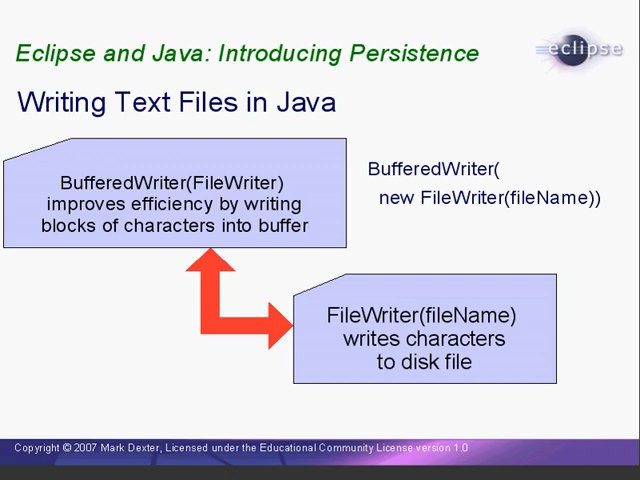 Eclipse and Java: Introducing Persistence
eclipse
Writing Text Files in Java
BufferedWriter(FileWriter)
improves efficiency by writing
blocks of characters into buffer
BufferedWriter(
new FileWriter(fileName))
FileWriter(fileName)
writes characters
to disk file
Copyright © 2007 Mark Dexter, Licensed under the Educational Community License version 1.0